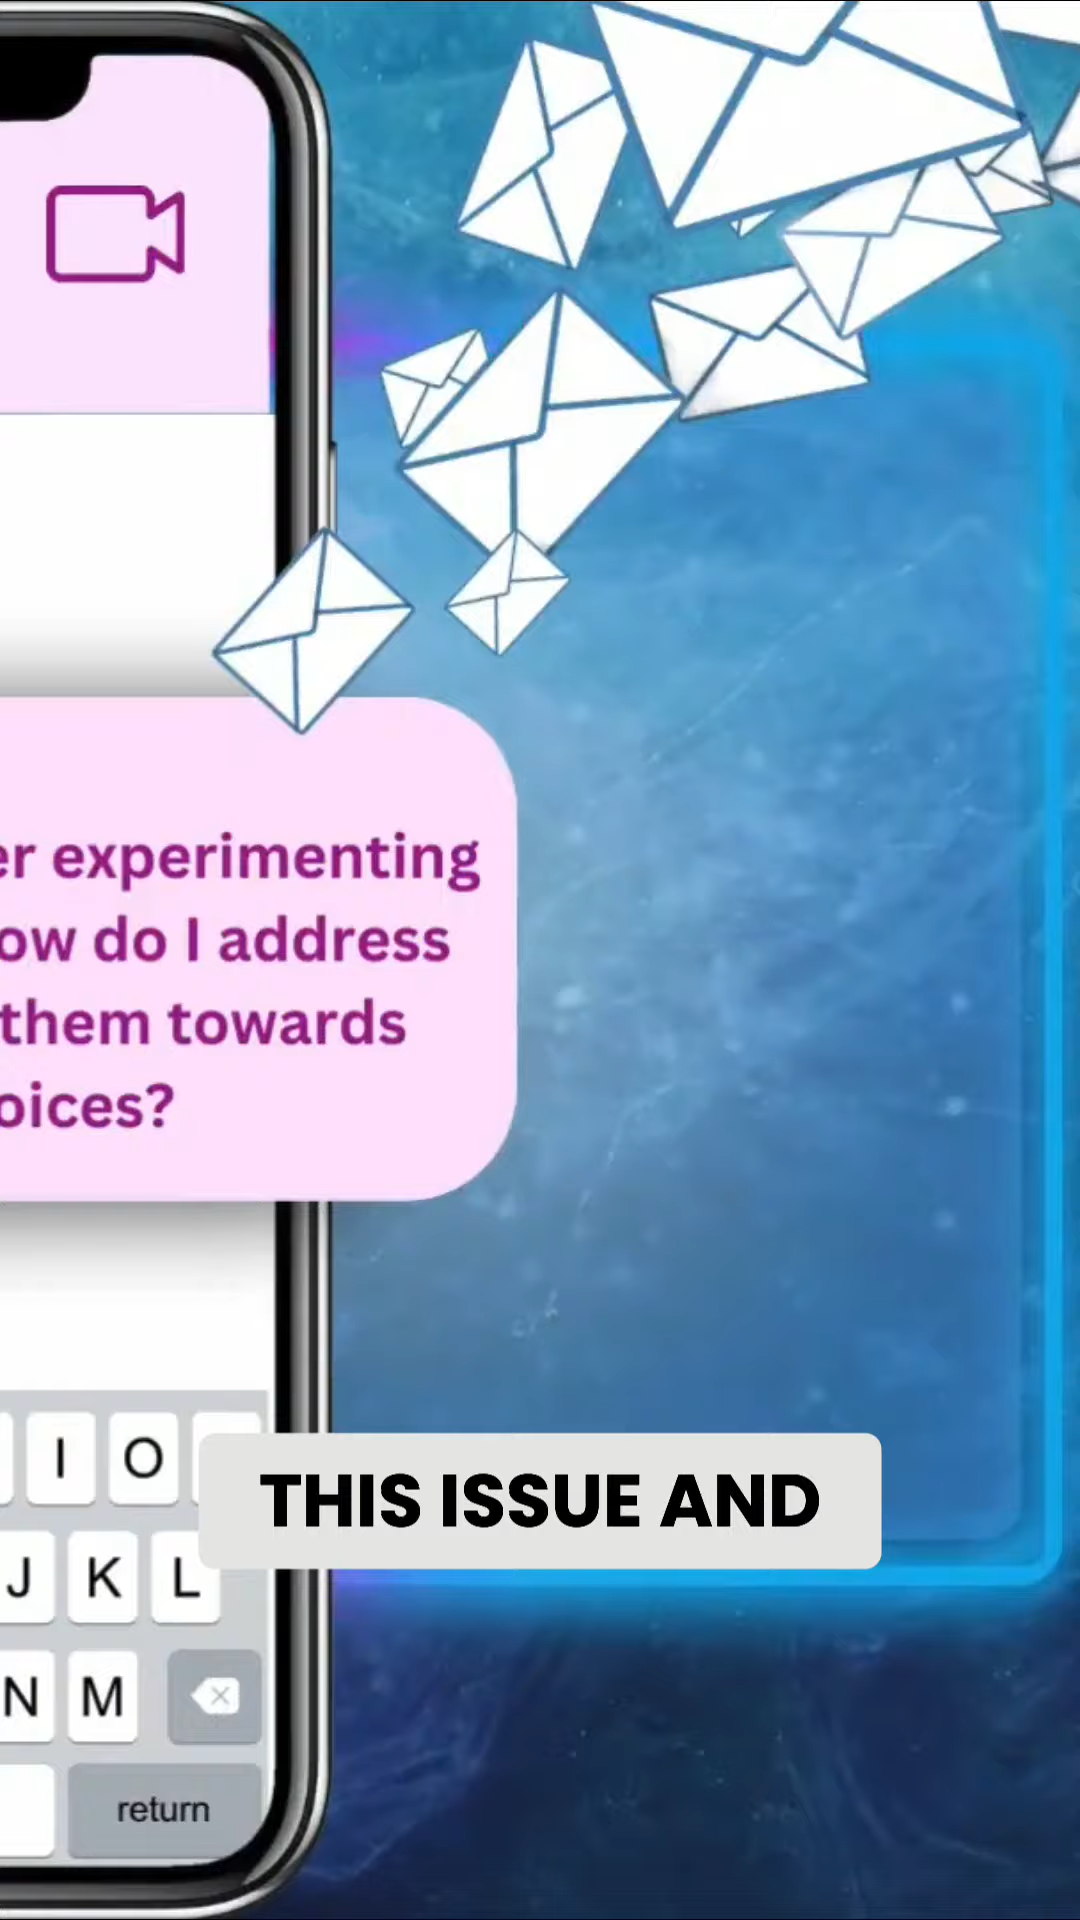 er experimenting
ow do I address
them towards
oices?
I O
THIS ISSUE AND
J K L
N M
return